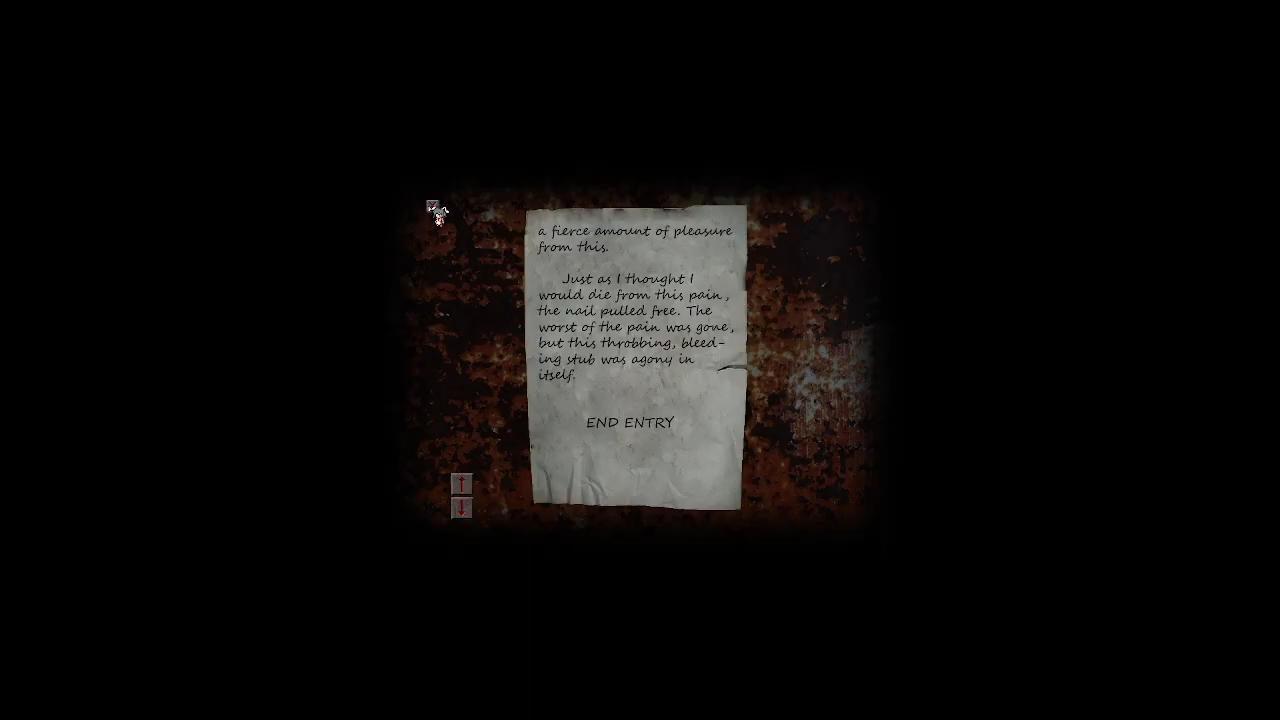 a fierce amount of pleasure
from this.
Just as I thought I
would die from this pain,
the nail pulled free. The
worst of the pain was gone,
but this throbbing, bleed-
ing stub was agony in
itself.
END ENTRY